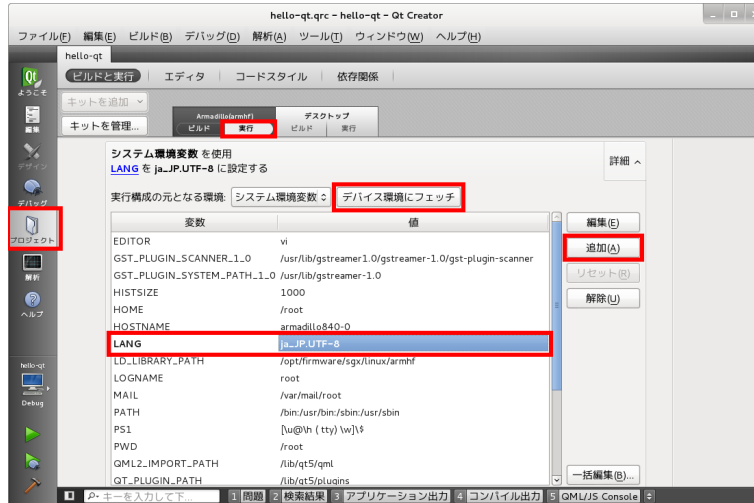 hello-qt.qrc - hello-qt - Qt Creator
ファイル(F) 編集(E) ビルド(B) デバッグ(D) 解析(A) ツール(T) ウィンドウ(W) ヘルプ(H)
hello-qt
Qt
ようこそ
編集
デザイン
デバッグ
プロジェクト
解析
ヘルプ
hello-qt
Debug
ビルドと実行 エディタ コードスタイル 依存関係
キットを追加
キットを管理...
Armadillo(armhf)
ビルド 実行
デスクトップ
ビルド 実行
システム環境変数 を使用
LANG を ja_JP.UTF-8 に設定する
詳細
実行構成の元となる環境: システム環境変数 デバイス環境にフェッチ
変数 値
EDITOR vi
GST_PLUGIN_SCANNER_1_0 /usr/lib/gstreamer1.0/gstreamer-1.0/gst-plugin-scanner
GST_PLUGIN_SYSTEM_PATH_1_0 /usr/lib/gstreamer-1.0
HISTSIZE 1000
HOME /root
HOSTNAME armadillo840-0
LANG ja_JP.UTF-8
LD_LIBRARY_PATH /opt/firmware/sgx/linux/armhf
LOGNAME root
MAIL /var/mail/root
PATH /bin:/usr/bin:/sbin:/usr/sbin
PS1 [\u@\h ( tty) \w]\$
PWD /root
QML2_IMPORT_PATH /lib/qt5/qml
QT_PLUGIN_PATH /lib/qt5/plugins
編集(E)
追加(A)
リセット(R)
解除(U)
一括編集(B)...
キーを入力して下... 1 問題 2 検索結果 3 アプリケーション出力 4 コンパイル出力 5 QML/JS Console